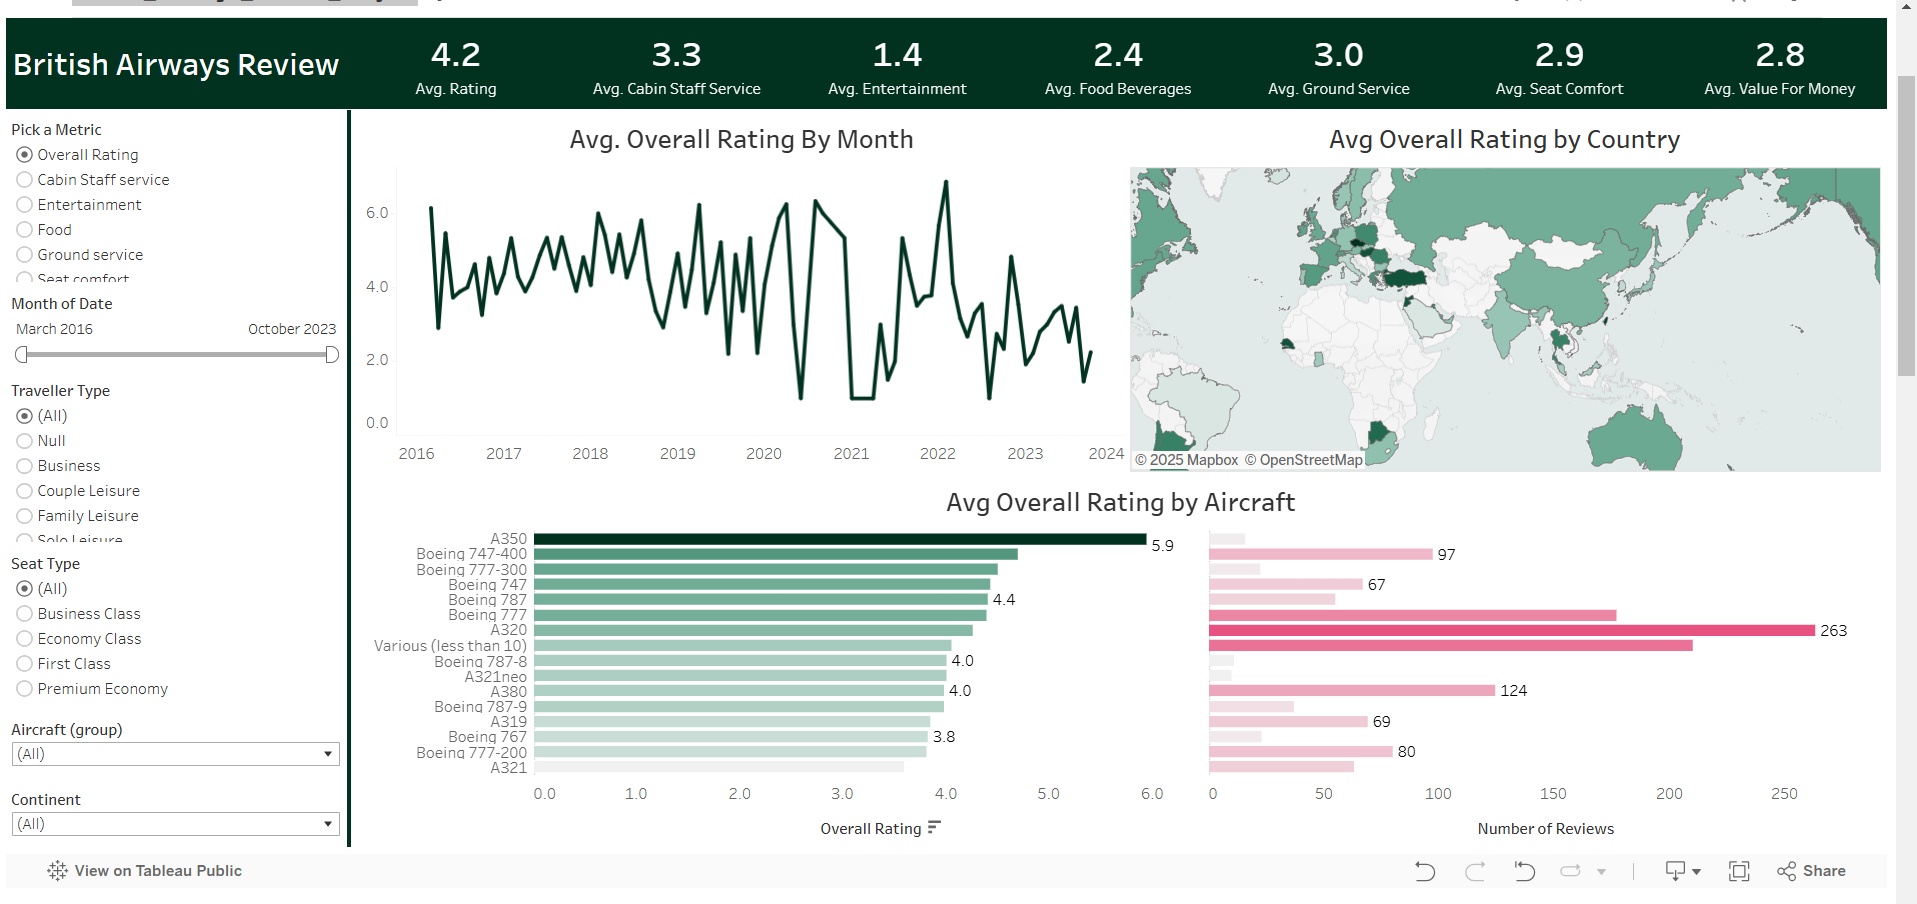 British Airways Review
4.2
Avg. Rating
3.3
Avg. Cabin Staff Service
1.4
Avg. Entertainment
2.4
Avg. Food Beverages
3.0
Avg. Ground Service
2.9
Avg. Seat Comfort
2.8
Avg. Value For Money
Pick a Metric
Overall Rating
Cabin Staff service
Entertainment
Food
Ground service
Seat comfort
Month of Date
March 2016 October 2023
Traveller Type
(All)
Null
Business
Couple Leisure
Family Leisure
Solo Leisure
Seat Type
(All)
Business Class
Economy Class
First Class
Premium Economy
Aircraft (group)
(All)
Continent
(All)
Avg. Overall Rating By Month
6.0
4.0
2.0
0.0
2016 2017 2018 2019 2020 2021 2022 2023 2024
Avg Overall Rating by Country
© 2025 Mapbox © OpenStreetMap
Avg Overall Rating by Aircraft
A350 5.9
Boeing 747-400 97
Boeing 777-300
Boeing 747 67
Boeing 787 4.4
Boeing 777
A320 263
Various (less than 10)
Boeing 787-8 4.0
A321neo
A380 4.0 124
Boeing 787-9
A319 69
Boeing 767 3.8
Boeing 777-200 80
A321
0.0 1.0 2.0 3.0 4.0 5.0 6.0
Overall Rating
0 50 100 150 200 250
Number of Reviews
View on Tableau Public
Share